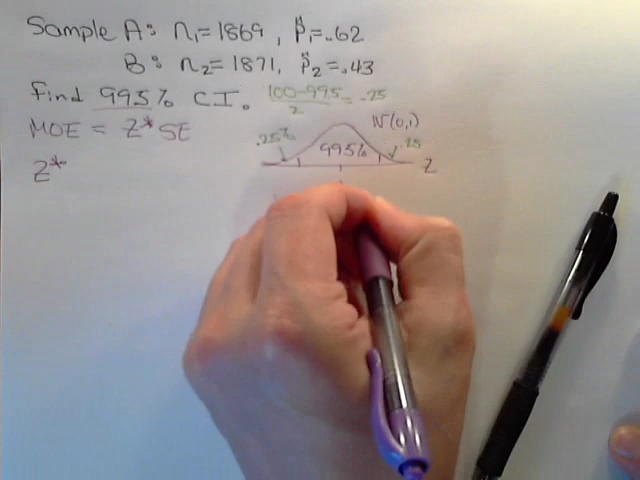 Sample A: n₁=1869, p̂₁=.62
B: n₂=1871, p̂₂=.43
Find 99.5% C.I. 100-99.5/2 = .25
MOE = Z* SE
.25% 99.5% N(0,1) .25
Z* Z